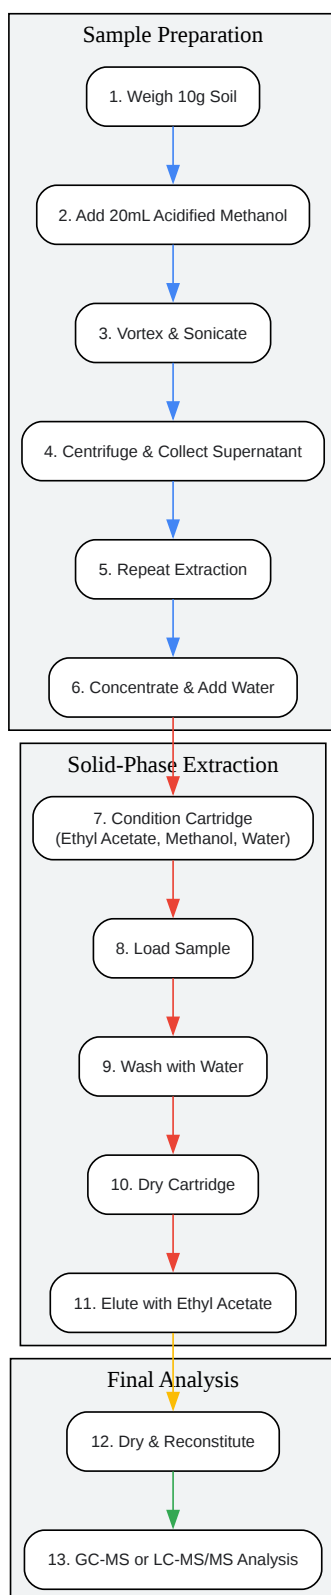 Sample Preparation
1. Weigh 10g Soil
2. Add 20mL Acidified Methanol
3. Vortex & Sonicate
4. Centrifuge & Collect Supernatant
5. Repeat Extraction
6. Concentrate & Add Water
Solid-Phase Extraction
7. Condition Cartridge
(Ethyl Acetate, Methanol, Water)
8. Load Sample
9. Wash with Water
10. Dry Cartridge
11. Elute with Ethyl Acetate
Final Analysis
12. Dry & Reconstitute
13. GC-MS or LC-MS/MS Analysis